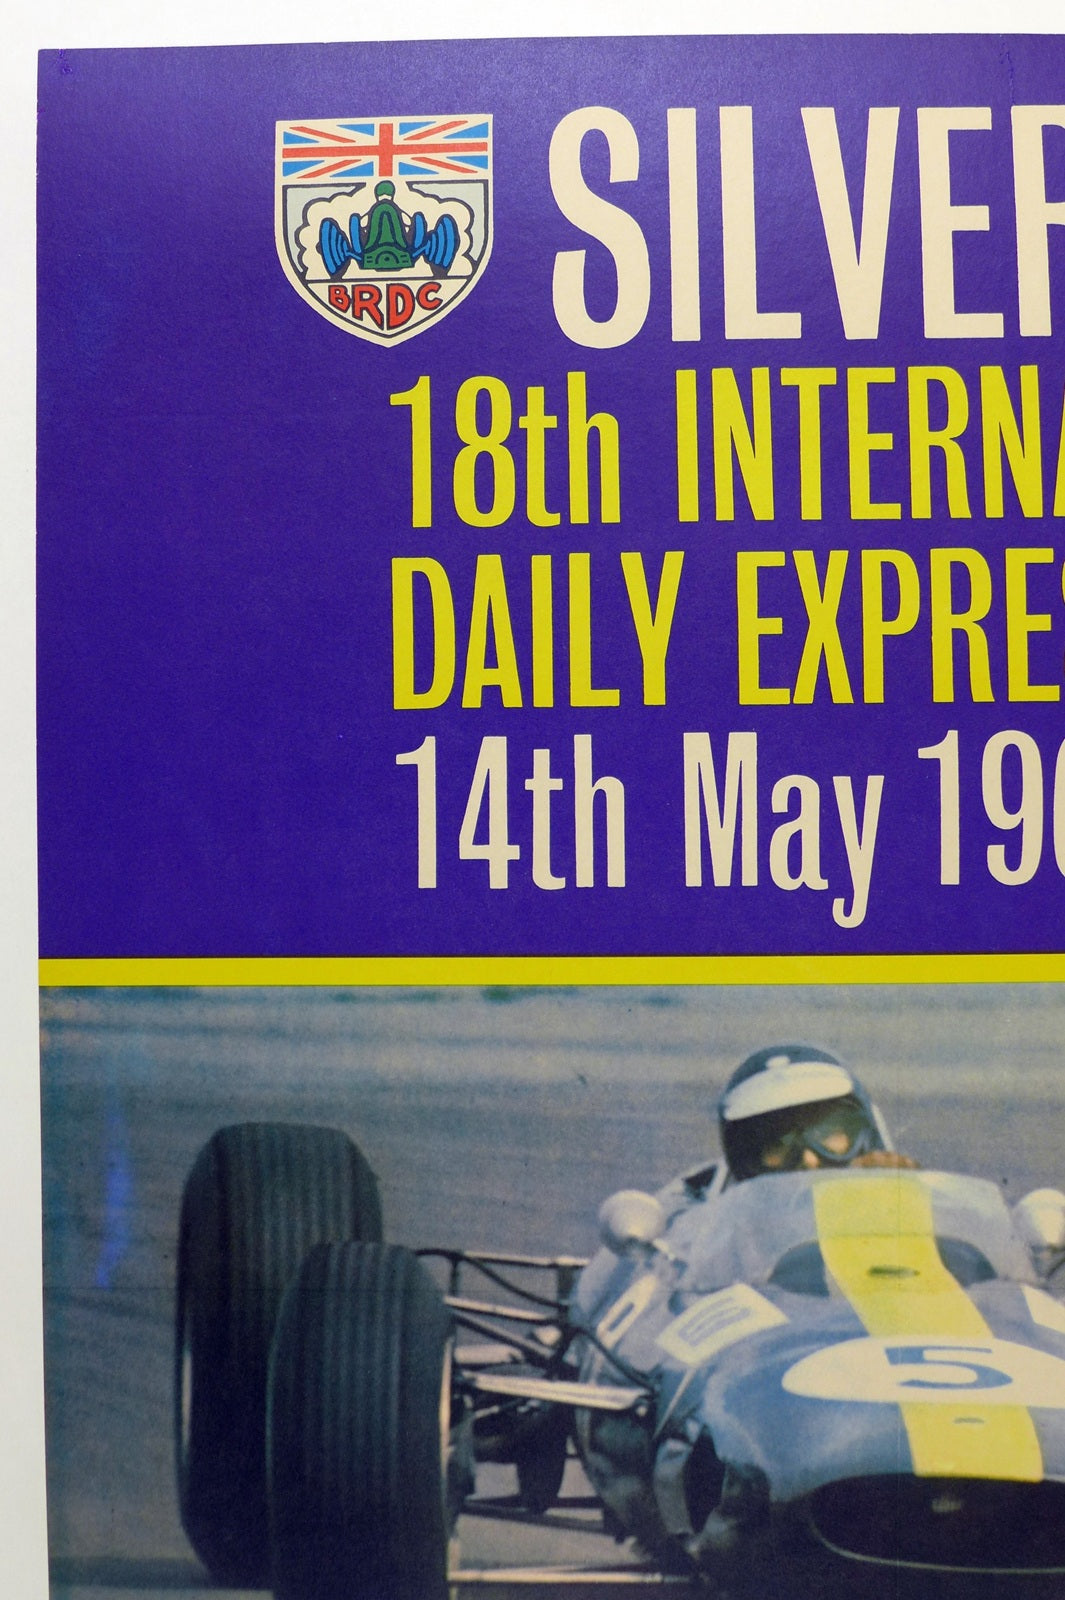 BRDC
SILVER
18th INTERNA
DAILY EXPRES
14th May 196
5